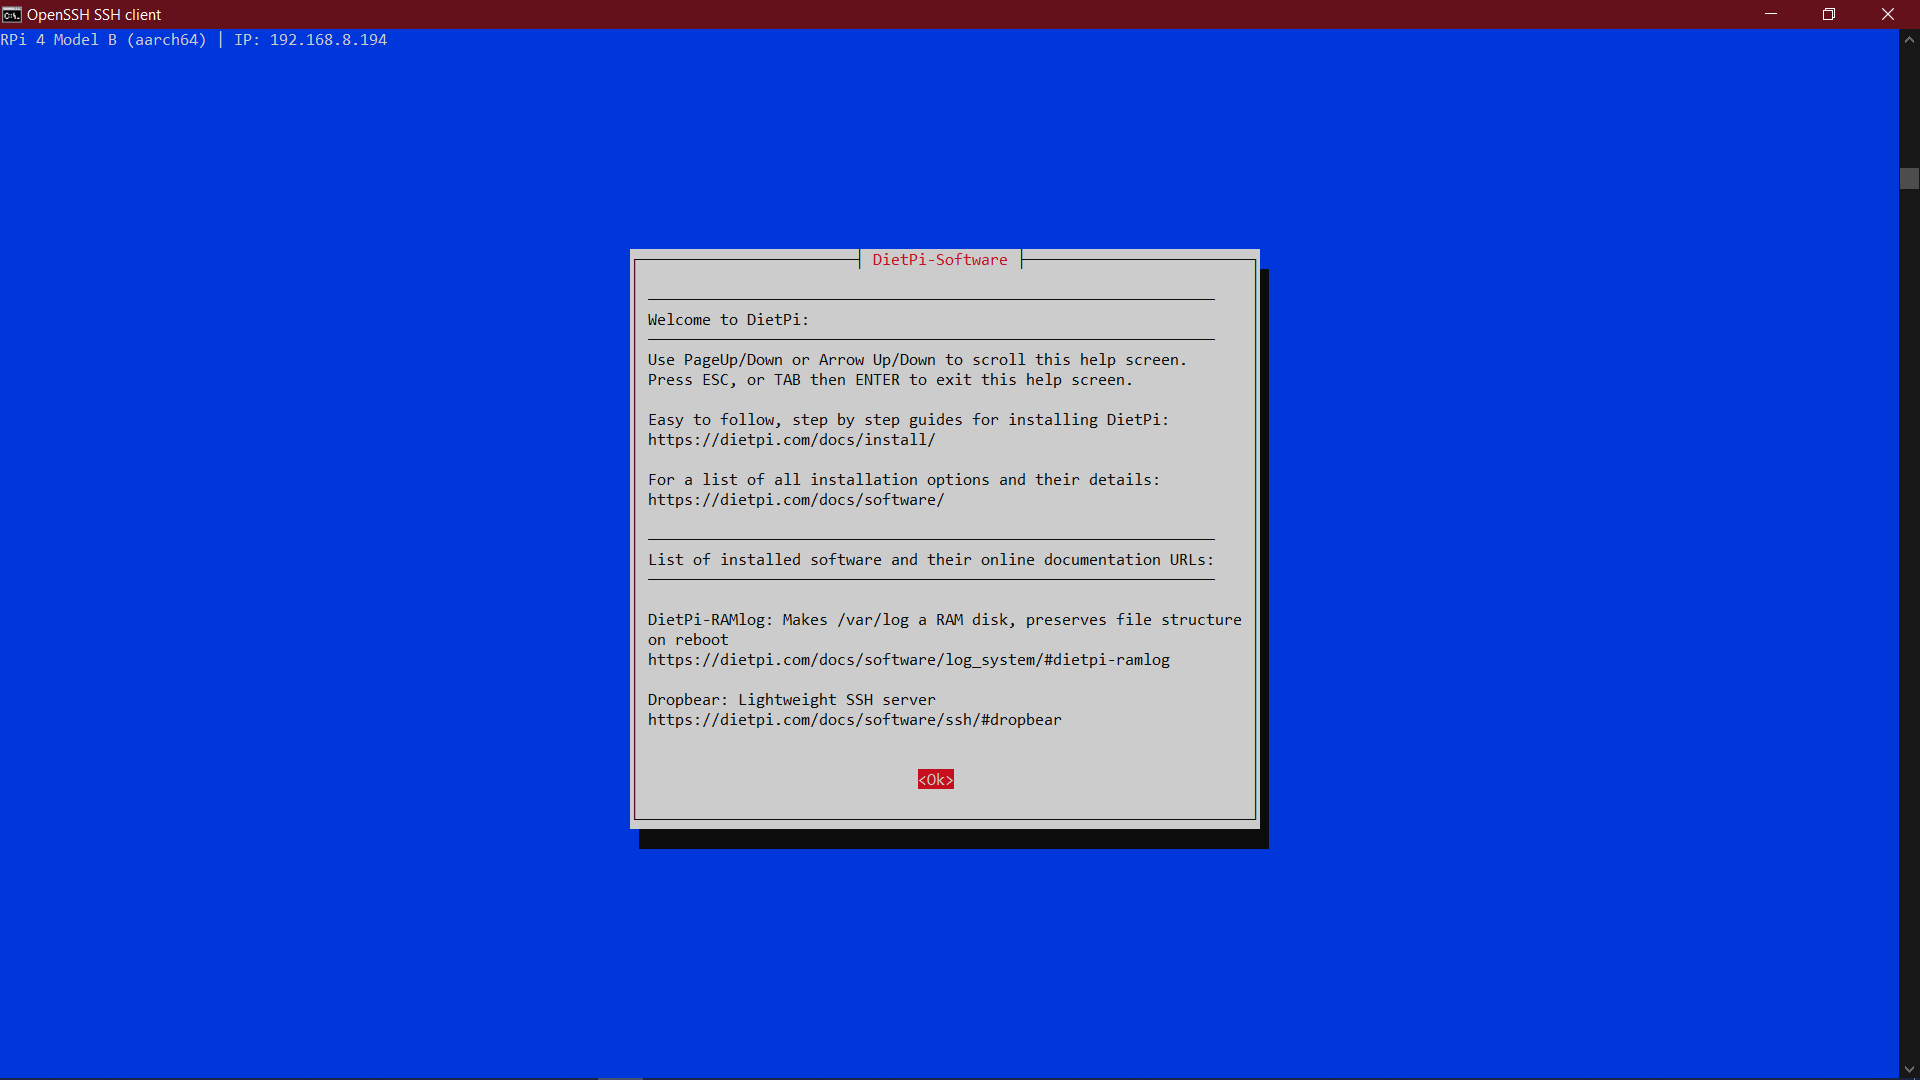 OpenSSH SSH client
RPi 4 Model B (aarch64) | IP: 192.168.8.194
DietPi-Software
Welcome to DietPi:
Use PageUp/Down or Arrow Up/Down to scroll this help screen.
Press ESC, or TAB then ENTER to exit this help screen.
Easy to follow, step by step guides for installing DietPi:
https://dietpi.com/docs/install/
For a list of all installation options and their details:
https://dietpi.com/docs/software/
List of installed software and their online documentation URLs:
DietPi-RAMlog: Makes /var/log a RAM disk, preserves file structure
on reboot
https://dietpi.com/docs/software/log_system/#dietpi-ramlog
Dropbear: Lightweight SSH server
https://dietpi.com/docs/software/ssh/#dropbear
<Ok>